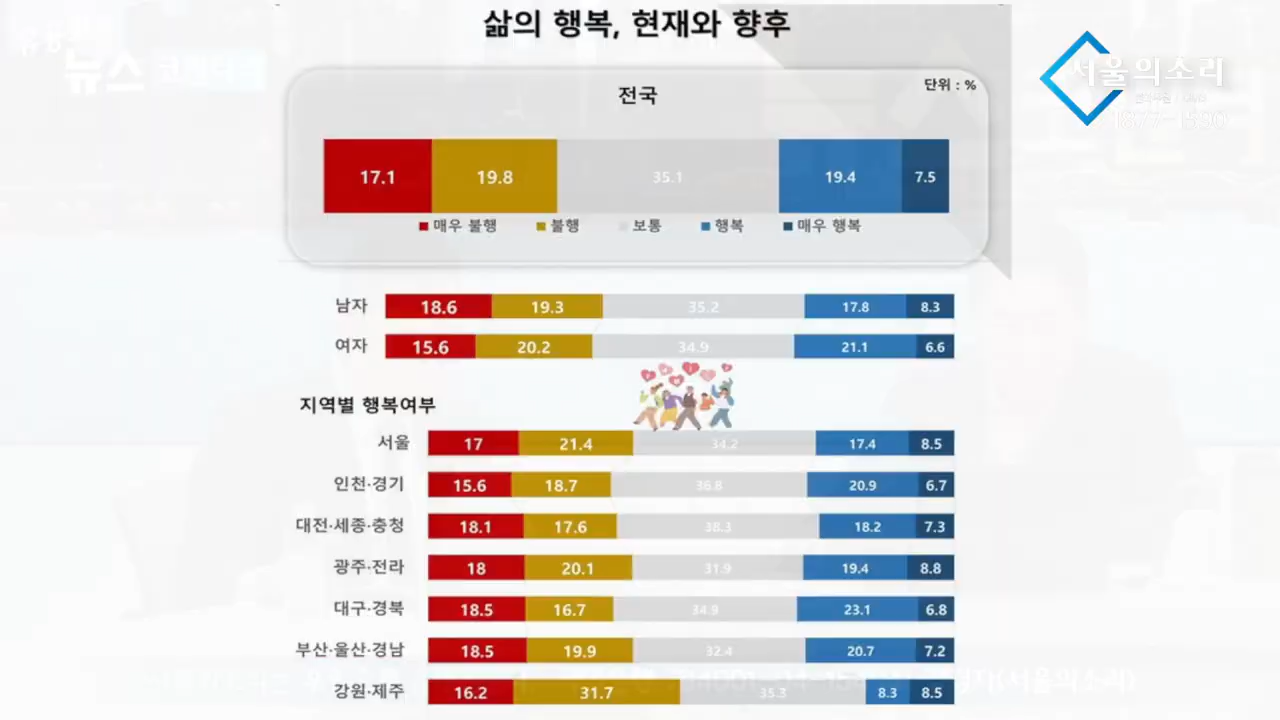 삶의 행복, 현재와 향후
뉴스
서울의소리
단위 : %
전국
17.1 19.8 35.1 19.4 7.5
매우 불행 불행 보통 행복 매우 행복
남자 18.6 19.3 35.2 17.8 8.3
여자 15.6 20.2 34.9 21.1 6.6
지역별 행복여부
서울 17 21.4 34.2 17.4 8.5
인천·경기 15.6 18.7 36.8 20.9 6.7
대전·세종·충청 18.1 17.6 38.3 18.2 7.3
광주·전라 18 20.1 31.9 19.4 8.8
대구·경북 18.5 16.7 34.9 23.1 6.8
부산·울산·경남 18.5 19.9 32.4 20.7 7.2
강원·제주 16.2 31.7 35.3 8.3 8.5
(서울의소리)